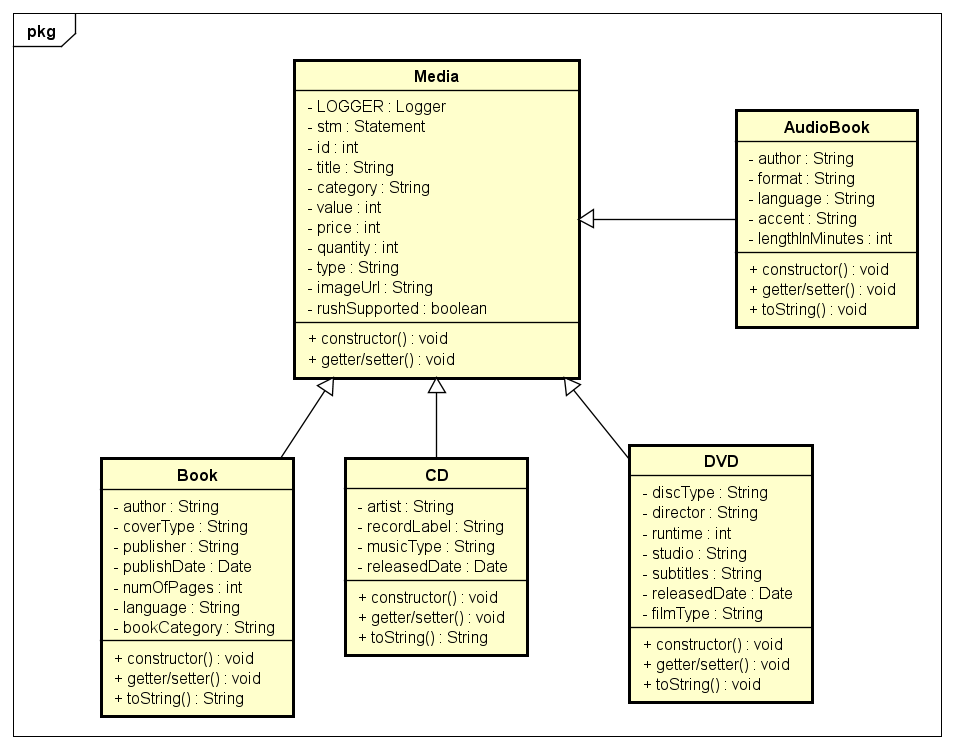 pkg
Media
- LOGGER : Logger
- stm : Statement
- id : int
- title : String
- category : String
- value : int
- price : int
- quantity : int
- type : String
- imageUrl : String
- rushSupported : boolean
+ constructor() : void
+ getter/setter() : void
AudioBook
- author : String
- format : String
- language : String
- accent : String
- lengthInMinutes : int
+ constructor() : void
+ getter/setter() : void
+ toString() : void
Book
- author : String
- coverType : String
- publisher : String
- publishDate : Date
- numOfPages : int
- language : String
- bookCategory : String
+ constructor() : void
+ getter/setter() : void
+ toString() : String
CD
- artist : String
- recordLabel : String
- musicType : String
- releasedDate : Date
+ constructor() : void
+ getter/setter() : void
+ toString() : String
DVD
- discType : String
- director : String
- runtime : int
- studio : String
- subtitles : String
- releasedDate : Date
- filmType : String
+ constructor() : void
+ getter/setter() : void
+ toString() : void